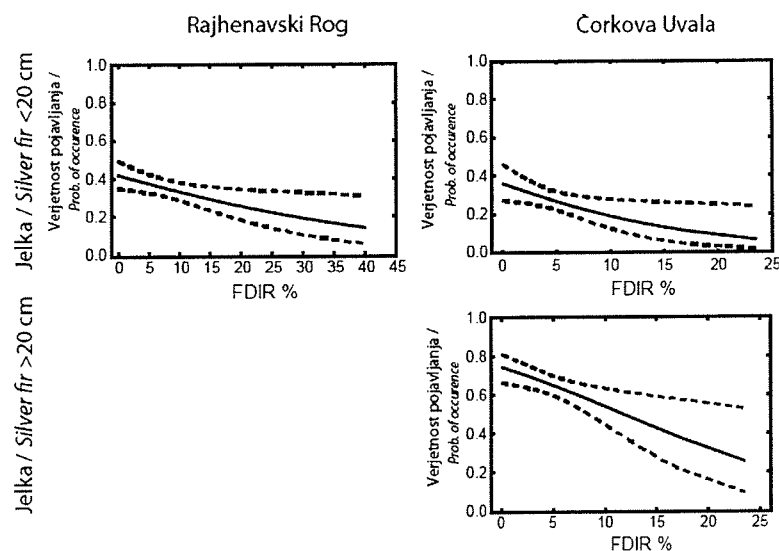 Rajhenavski Rog
Čorkova Uvala
Jelka / Silver fir <20 cm
Verjetnost pojavljanja /
Prob. of occurence
1.0
0.8
0.6
0.4
0.2
0.0
0 5 10 15 20 25 30 35 40 45
FDIR %
Verjetnost pojavljanja /
Prob. of occurence
1.0
0.8
0.6
0.4
0.2
0.0
0 5 10 15 20 25
FDIR %
Jelka / Silver fir >20 cm
Verjetnost pojavljanja /
Prob. of occurence
1.0
0.8
0.6
0.4
0.2
0.0
0 5 10 15 20 25
FDIR %